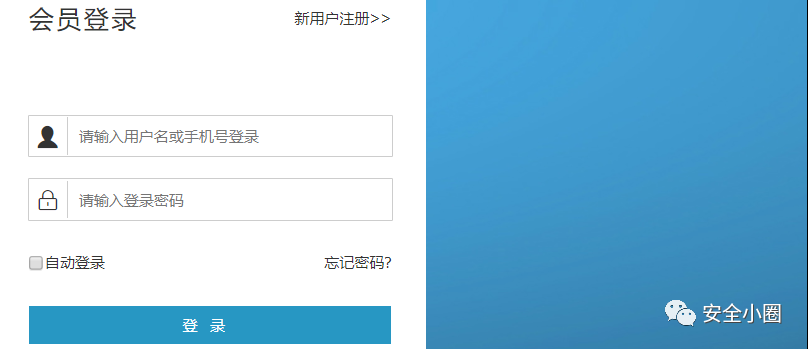 会员登录
新用户注册>>
请输入用户名或手机号登录
请输入登录密码
自动登录
忘记密码?
登 录
安全小圈